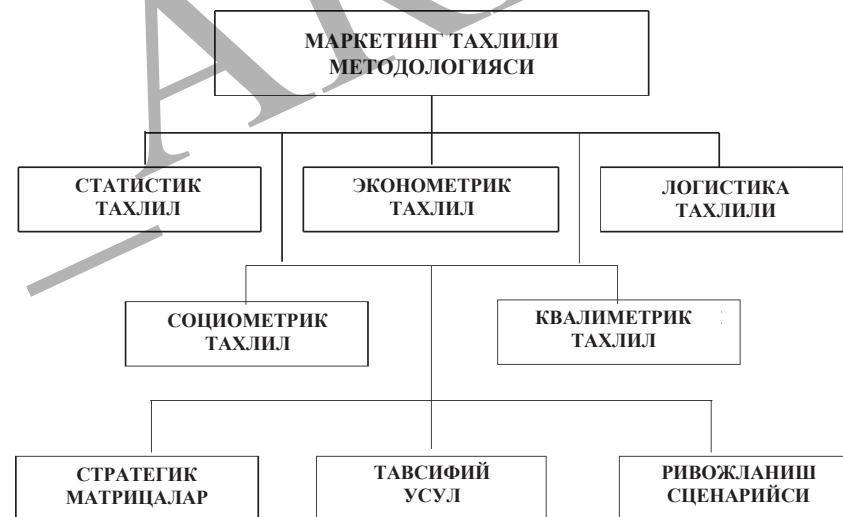 МАРКЕТИНГ ТАХЛИЛИ
МЕТОДОЛОГИЯСИ
СТАТИСТИК
ТАХЛИЛ
ЭКОНОМЕТРИК
ТАХЛИЛ
ЛОГИСТИКА
ТАХЛИЛИ
СОЦИОМЕТРИК
ТАХЛИЛ
КВАЛИМЕТРИК
ТАХЛИЛ
СТРАТЕГИК
МАТРИЦАЛАР
ТАВСИФИЙ
УСУЛ
РИВОЖЛАНИШ
СЦЕНАРИЙСИ